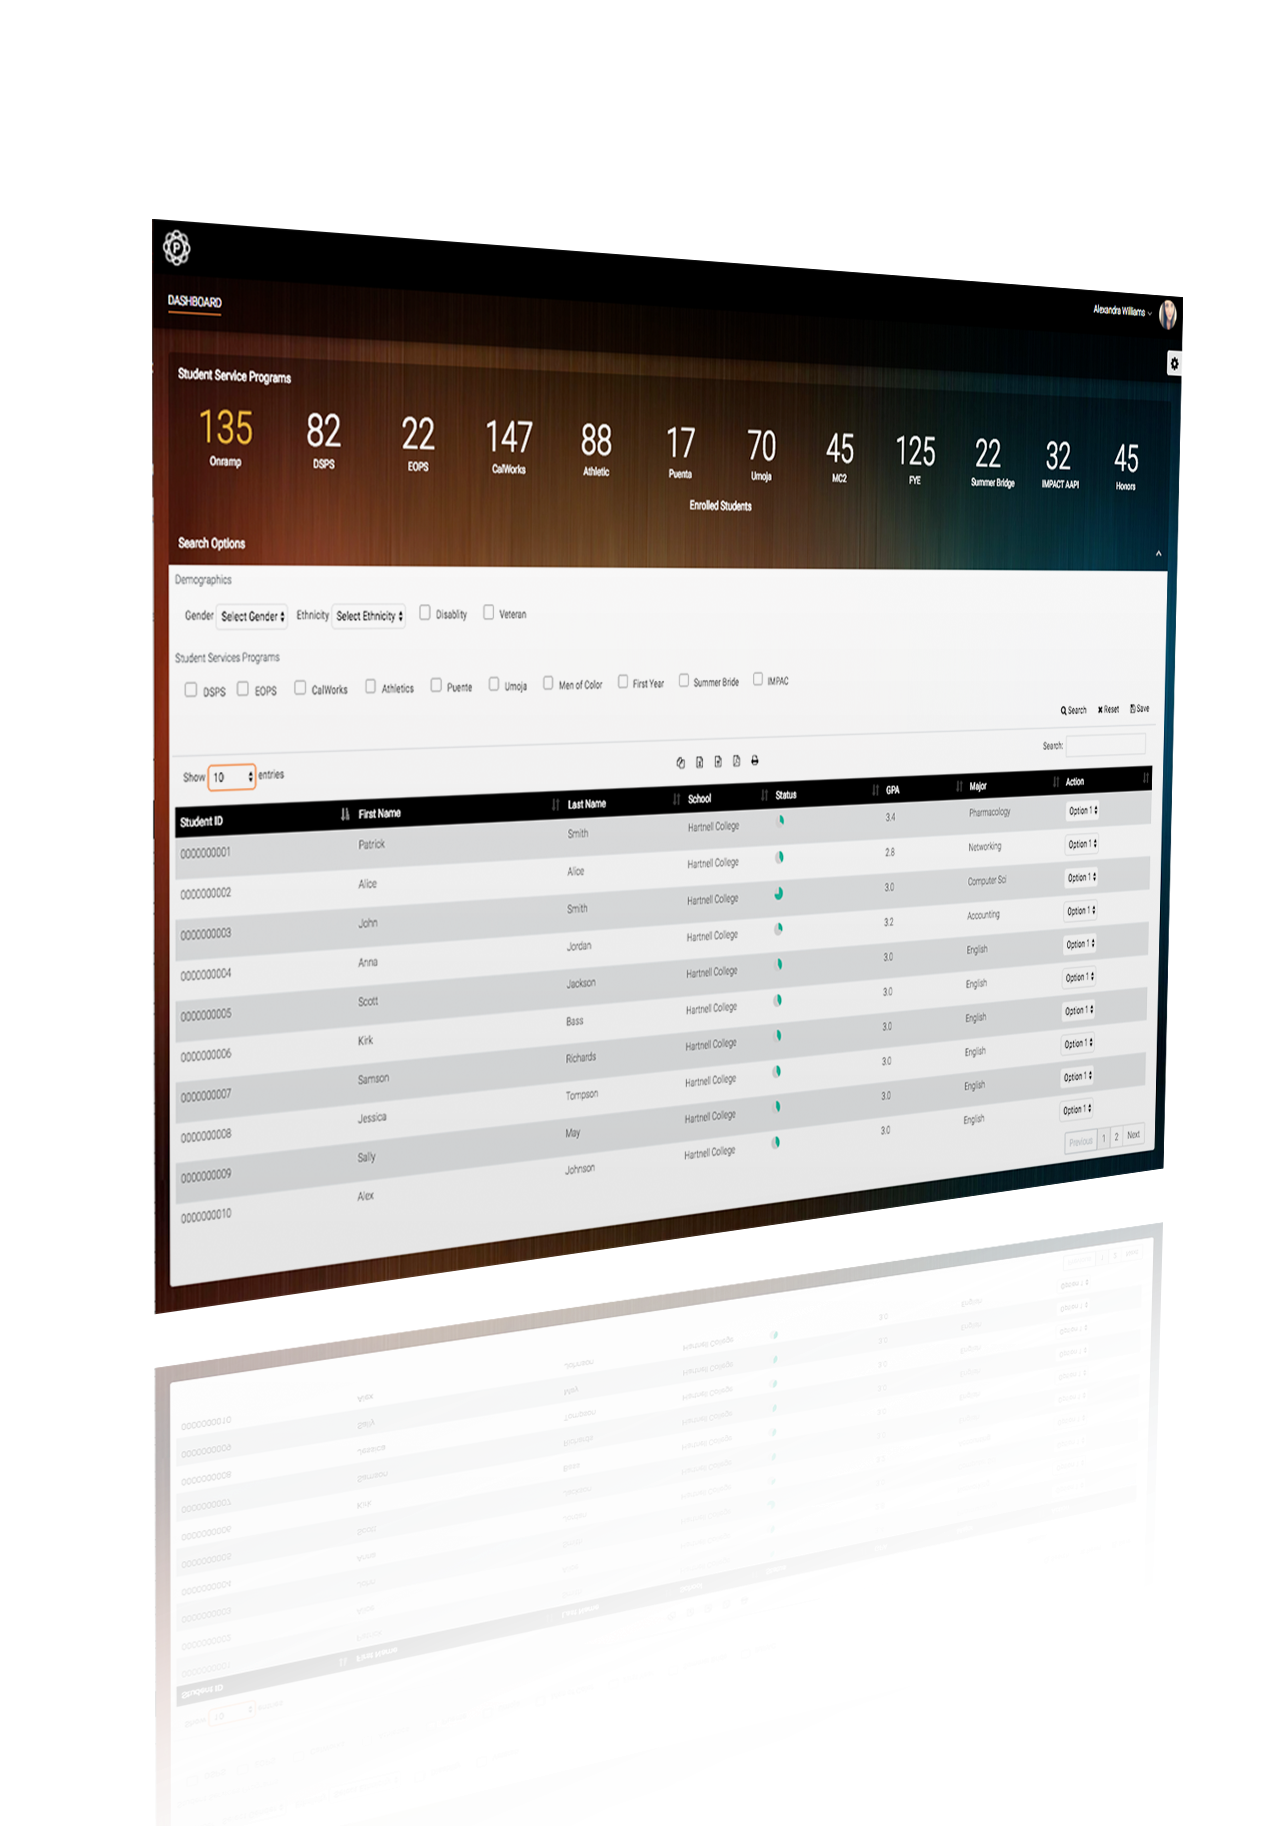 P
DASHBOARD
Alexandra Williams
Student Service Programs
135 82 22 147 88 17 70 45 125 22 32 45
Onramp DSPS EOPS CalWorks Athletic Puenta Umoja MC2 FYE Summer Bridge IMPACT AAPI Honors
Enrolled Students
Search Options
Demographics
Gender Select Gender Ethnicity Select Ethnicity Disablity Veteran
Student Services Programs
DSPS EOPS CalWorks Athletics Puente Umoja Men of Color First Year Summer Bride IMPAC
Search Reset Save
Show 10 entries Search:
Student ID First Name Last Name School Status GPA Major Action
0000000001 Patrick Smith Hartnell College 3.4 Pharmacology Option 1
0000000002 Alice Alice Hartnell College 2.8 Networking Option 1
0000000003 John Smith Hartnell College 3.0 Computer Sci Option 1
0000000004 Anna Jordan Hartnell College 3.2 Accounting Option 1
0000000005 Scott Jackson Hartnell College 3.0 English Option 1
0000000006 Kirk Bass Hartnell College 3.0 English Option 1
0000000007 Samson Richards Hartnell College 3.0 English Option 1
0000000008 Jessica Tompson Hartnell College 3.0 English Option 1
0000000009 Sally May Hartnell College 3.0 English Option 1
0000000010 Alex Johnson Hartnell College 3.0 English Option 1
Previous 1 2 Next